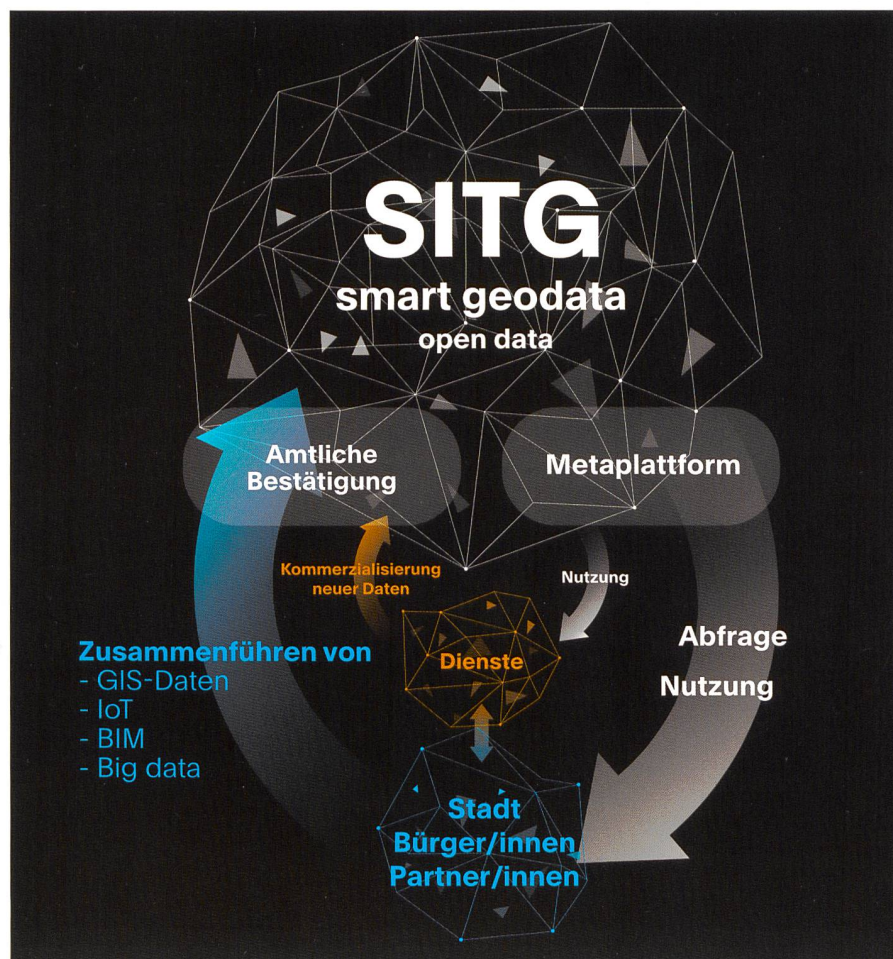 SITG
smart geodata
open data
Amtliche
Bestätigung
Metaplattform
Kommerzialisierung
neuer Daten
Nutzung
Dienste
Zusammenführen von
- GIS-Daten
- IoT
- BIM
- Big data
Abfrage
Nutzung
Stadt
Bürger/innen
Partner/innen